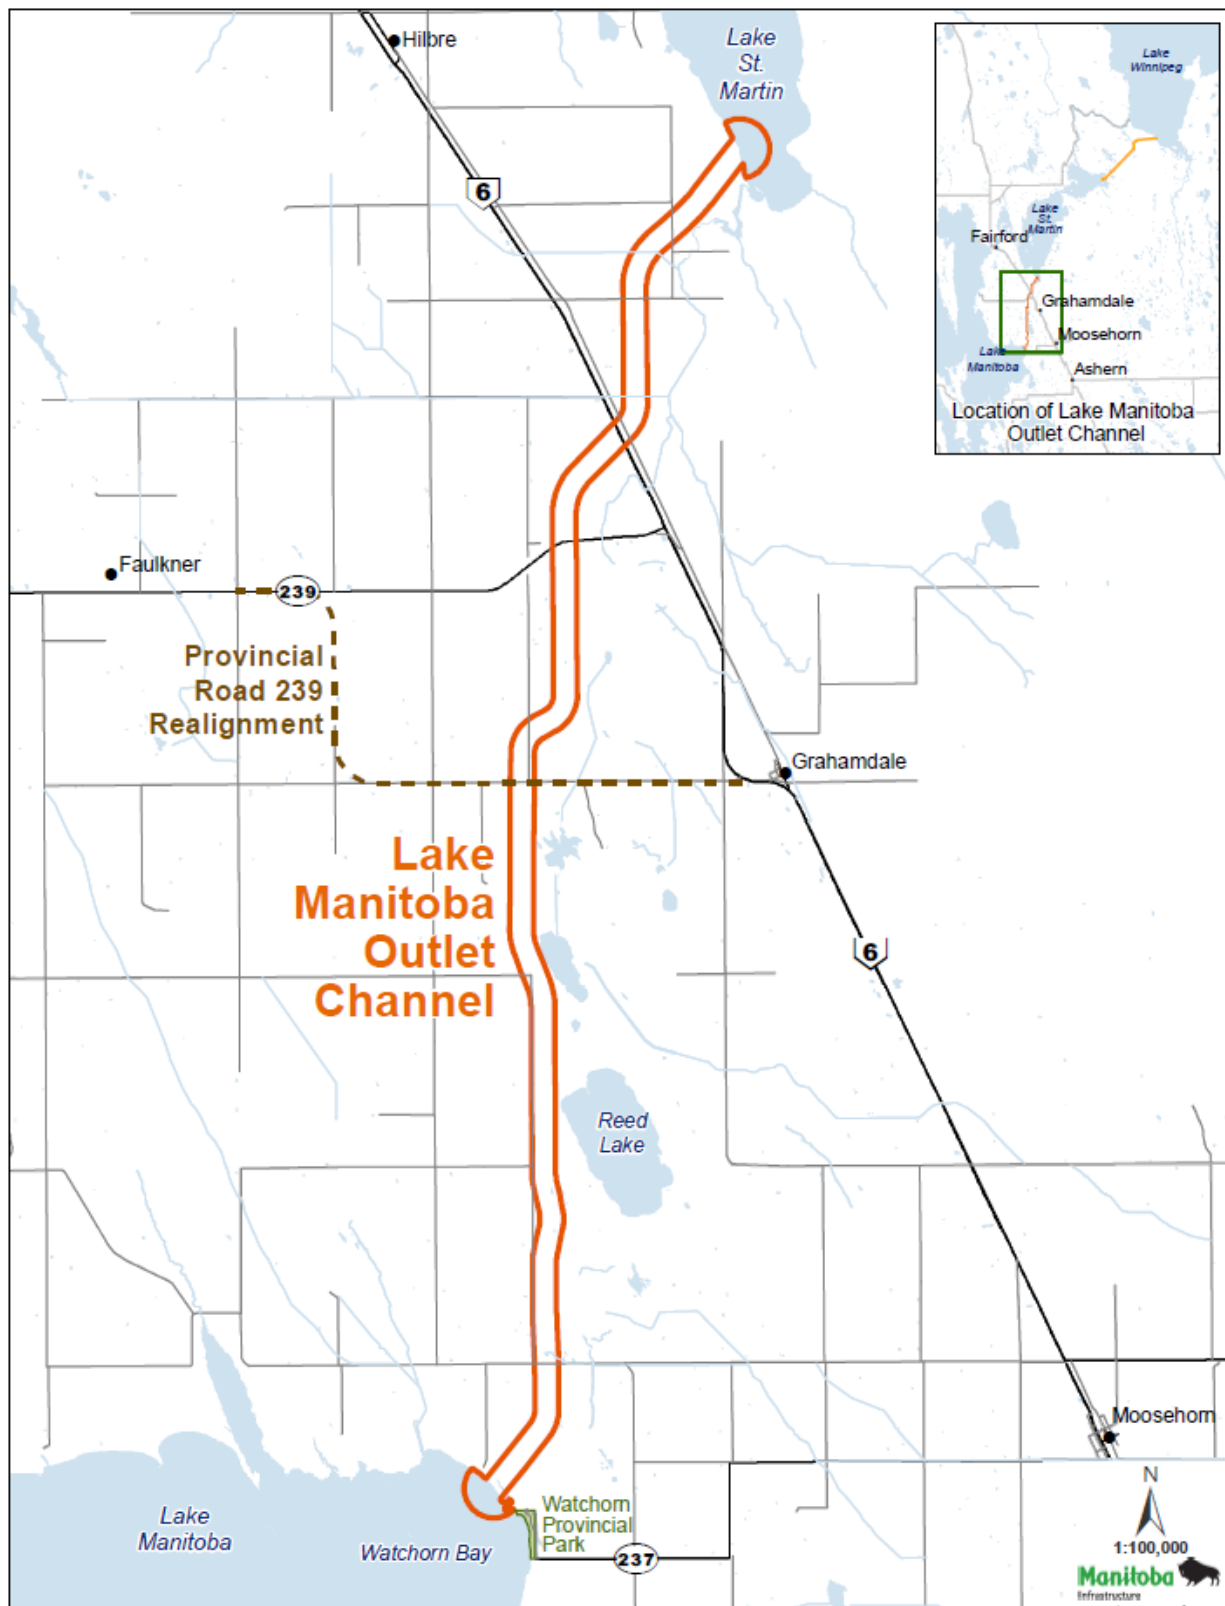 Hilbre
Lake
St.
Martin
6
Lake
Winnipeg
Lake
St.
Martin
Fairford
Grahamdale
Moosehorn
Lake
Manitoba
Ashern
Location of Lake Manitoba
Outlet Channel
Faulkner
239
Provincial
Road 239
Realignment
Grahamdale
Lake
Manitoba
Outlet
Channel
6
Reed
Lake
Moosehorn
Lake
Manitoba
Watchorn Bay
Watchorn
Provincial
Park
237
N
1:100,000
Manitoba
Infrastructure